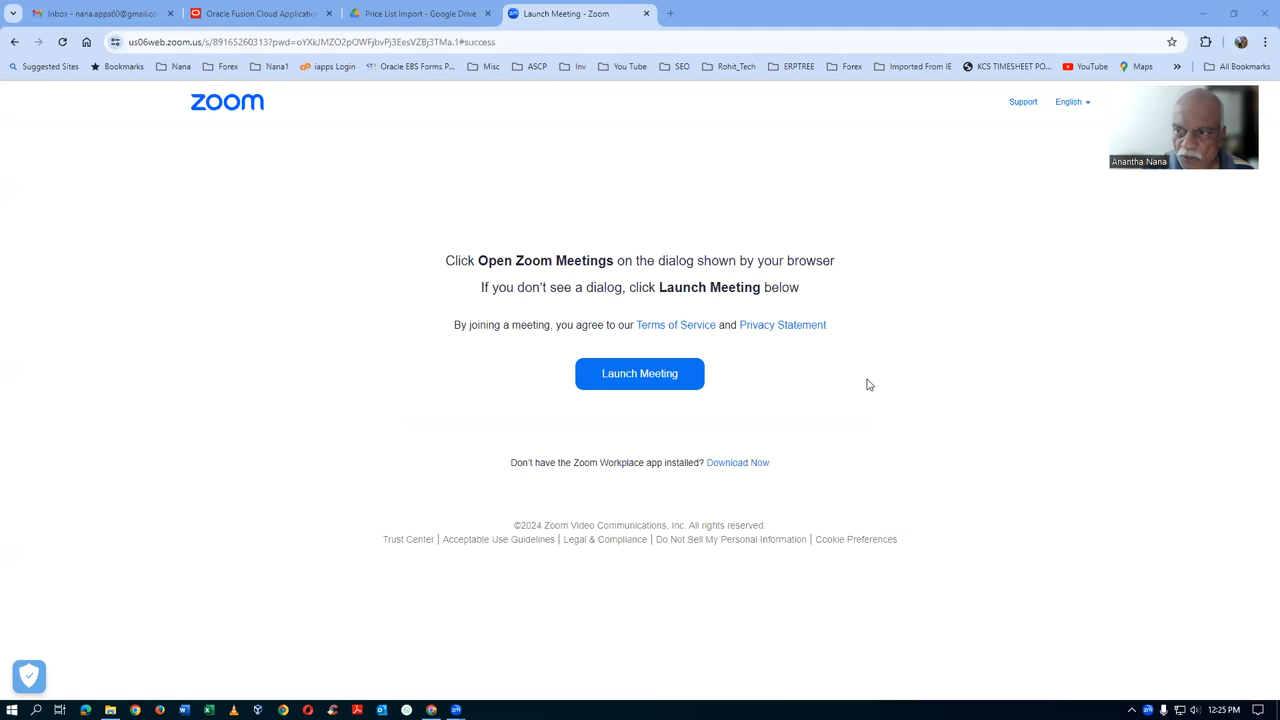 Inbox - nana.apps60@gmail.co
Oracle Fusion Cloud Applicatio
Price List Import - Google Drive
Launch Meeting - Zoom
us06web.zoom.us/s/89165260313?pwd=oYXkJMZO2pOWFjbvPj3EesVZBj3TMa.1#success
Suggested Sites
Bookmarks
Nana
Forex
Nana1
iapps Login
Oracle EBS Forms P...
Misc
ASCP
Inv
You Tube
SEO
Rohit_Tech
ERPTREE
Forex
Imported From IE
KCS TIMESHEET PO...
YouTube
Maps
All Bookmarks
zoom
Support
English
Anantha Nana
Click Open Zoom Meetings on the dialog shown by your browser
If you don't see a dialog, click Launch Meeting below
By joining a meeting, you agree to our Terms of Service and Privacy Statement
Launch Meeting
Don't have the Zoom Workplace app installed? Download Now
©2024 Zoom Video Communications, Inc. All rights reserved.
Trust Center | Acceptable Use Guidelines | Legal & Compliance | Do Not Sell My Personal Information | Cookie Preferences
12:25 PM